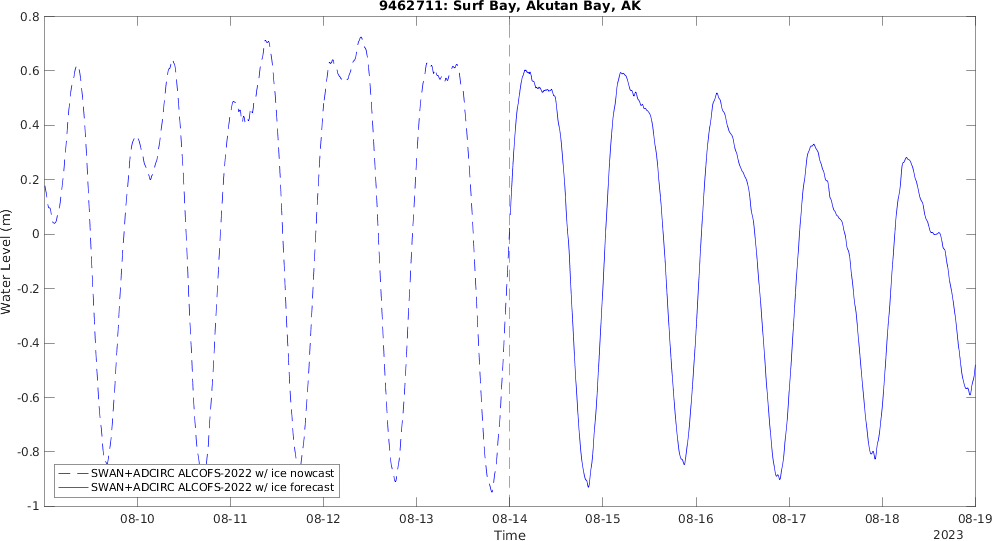 9462711: Surf Bay, Akutan Bay, AK
Water Level (m)
0.8
0.6
0.4
0.2
0
-0.2
-0.4
-0.6
-0.8
-1
SWAN+ADCIRC ALCOFS-2022 w/ ice nowcast
SWAN+ADCIRC ALCOFS-2022 w/ ice forecast
08-10 08-11 08-12 08-13 08-14 08-15 08-16 08-17 08-18 08-19
Time
2023